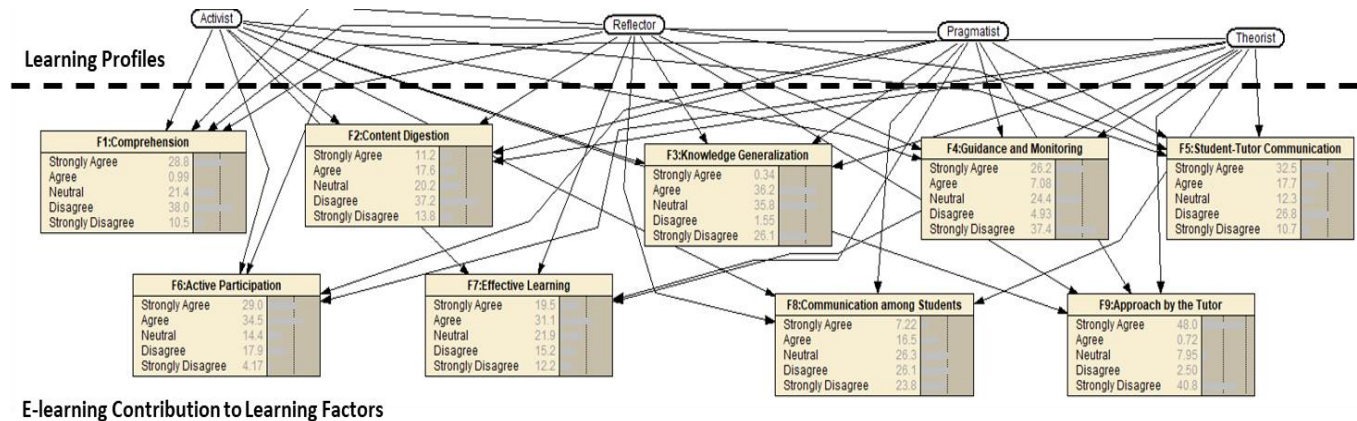 Activist
Reflector
Pragmatist
Theorist
Learning Profiles
F1:Comprehension
Strongly Agree 28.8
Agree 0.99
Neutral 21.4
Disagree 38.0
Strongly Disagree 10.5
F2:Content Digestion
Strongly Agree 11.2
Agree 17.6
Neutral 20.2
Disagree 37.2
Strongly Disagree 13.8
F3:Knowledge Generalization
Strongly Agree 0.34
Agree 36.2
Neutral 35.8
Disagree 1.55
Strongly Disagree 26.1
F4:Guidance and Monitoring
Strongly Agree 26.2
Agree 7.08
Neutral 24.4
Disagree 4.93
Strongly Disagree 37.4
F5:Student-Tutor Communication
Strongly Agree 32.5
Agree 17.7
Neutral 12.3
Disagree 26.8
Strongly Disagree 10.7
F6:Active Participation
Strongly Agree 29.0
Agree 34.5
Neutral 14.4
Disagree 17.9
Strongly Disagree 4.17
F7:Effective Learning
Strongly Agree 19.5
Agree 31.1
Neutral 21.9
Disagree 15.2
Strongly Disagree 12.2
F8:Communication among Students
Strongly Agree 7.22
Agree 16.5
Neutral 26.3
Disagree 26.1
Strongly Disagree 23.8
F9:Approach by the Tutor
Strongly Agree 48.0
Agree 0.72
Neutral 7.95
Disagree 2.50
Strongly Disagree 40.8
E-learning Contribution to Learning Factors